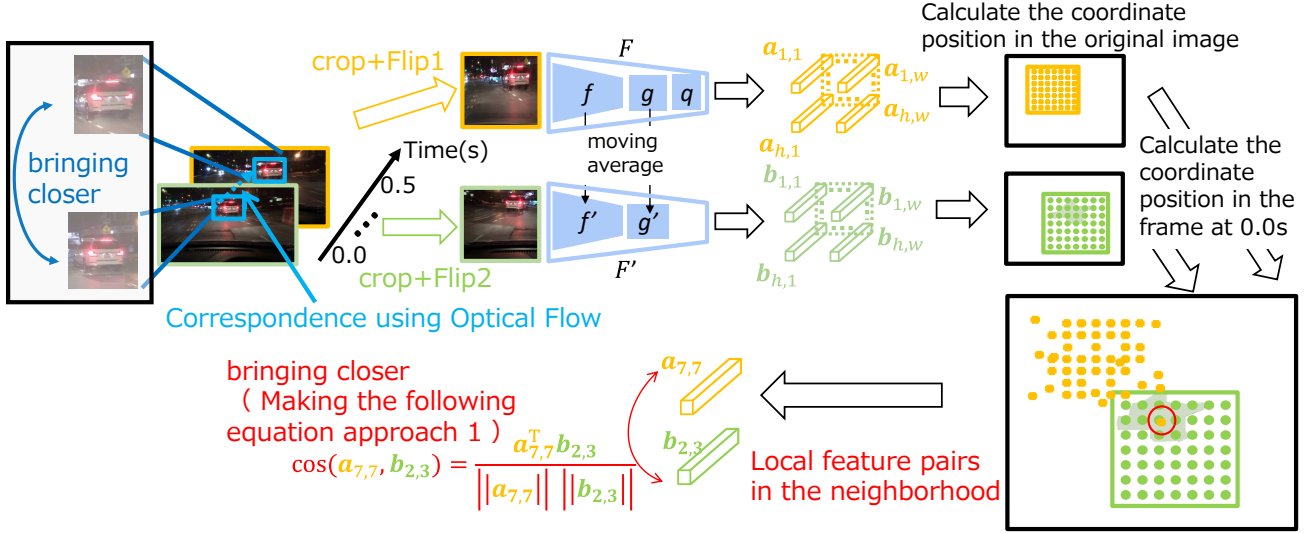 bringing
closer
crop+Flip1
Time(s)
0.5
0.0
crop+Flip2
Correspondence using Optical Flow
F
f
g
q
moving
average
f'
g'
F'
a1,1
a1,w
ah,w
ah,1
b1,1
b1,w
bh,w
bh,1
Calculate the coordinate
position in the original image
Calculate the
coordinate
position in the
frame at 0.0s
bringing closer
( Making the following
equation approach 1 )
cos(a7,7, b2,3) = a7,7^T b2,3 / ||a7,7|| ||b2,3||
a7,7
b2,3
Local feature pairs
in the neighborhood